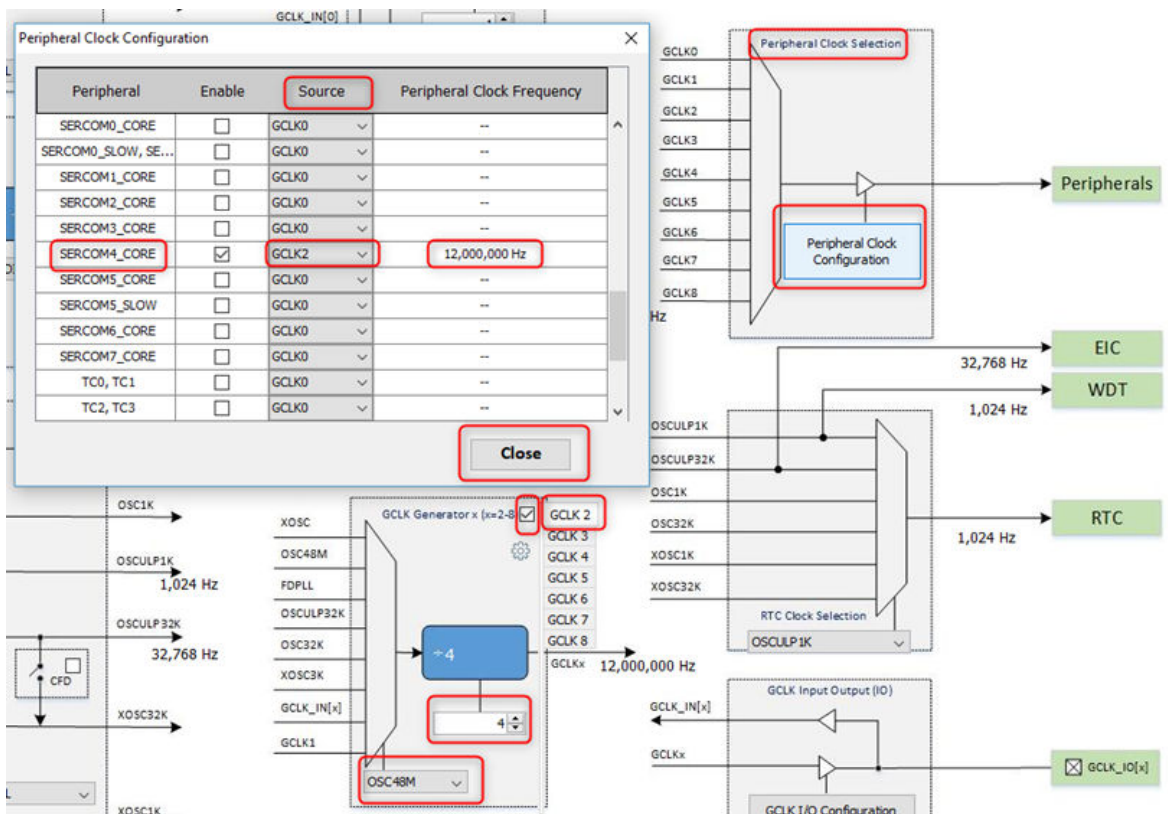 GCLK_IN[0]
Peripheral Clock Configuration
Peripheral Enable Source Peripheral Clock Frequency
SERCOM0_CORE GCLK0 --
SERCOM0_SLOW, SE... GCLK0 --
SERCOM1_CORE GCLK0 --
SERCOM2_CORE GCLK0 --
SERCOM3_CORE GCLK0 --
SERCOM4_CORE GCLK2 12,000,000 Hz
SERCOM5_CORE GCLK0 --
SERCOM5_SLOW GCLK0 --
SERCOM6_CORE GCLK0 --
SERCOM7_CORE GCLK0 --
TC0, TC1 GCLK0 --
TC2, TC3 GCLK0 --
Close
Peripheral Clock Selection
GCLK0
GCLK1
GCLK2
GCLK3
GCLK4
GCLK5
GCLK6
GCLK7
GCLK8
Hz
Peripheral Clock
Configuration
Peripherals
EIC
32,768 Hz
WDT
1,024 Hz
OSCULP1K
OSCULP32K
OSC1K
OSC32K
XOSC1K
XOSC32K
RTC
1,024 Hz
RTC Clock Selection
OSCULP1K
OSC1K
OSCULP1K
1,024 Hz
OSCULP32K
32,768 Hz
CFD
XOSC32K
XOSC1K
GCLK Generator x (x=2-8
XOSC
OSC48M
FDPLL
OSCULP32K
OSC32K
XOSC3K
GCLK_IN[x]
GCLK1
÷4
4
OSC48M
GCLK 2
GCLK 3
GCLK 4
GCLK 5
GCLK 6
GCLK 7
GCLK 8
GCLKx 12,000,000 Hz
GCLK Input Output (IO)
GCLK_IN[x]
GCLKx
GCLK_IO[x]
GCLK I/O Configuration